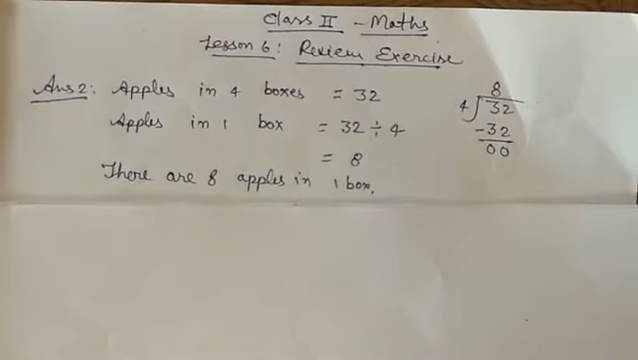 Class II - Maths
Lesson 6: Review Exercise
Ans 2: Apples in 4 boxes = 32
Apples in 1 box = 32 ÷ 4
= 8
There are 8 apples in 1 box.
8
4 √32
-32
00